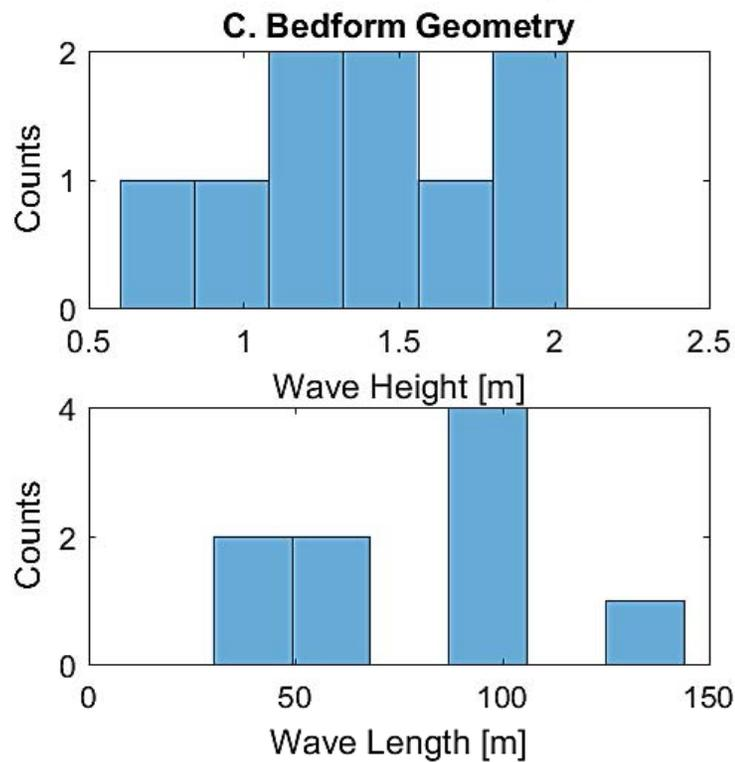 C. Bedform Geometry
2
1
0
Counts
0.5 1 1.5 2 2.5
Wave Height [m]
4
2
0
Counts
0 50 100 150
Wave Length [m]